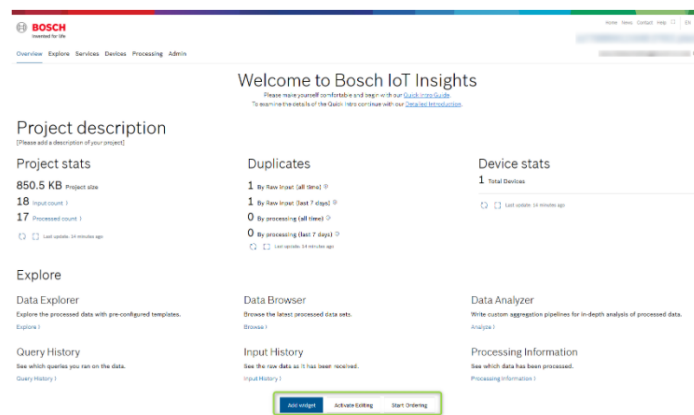 BOSCH
Invented for life
Home News Contact Help EN
Overview Explore Services Devices Processing Admin
Welcome to Bosch IoT Insights
Please make yourself comfortable and begin with our Quick Intro Guide.
To examine the details of the Quick Intro continue with our Detailed Introduction.
Project description
[Please add a description of your project]
Project stats
850.5 KB Project size
18 Input count
17 Processed count
Last update: 14 minutes ago
Duplicates
1 By Raw Input (all time)
1 By Raw Input (last 7 days)
0 By processing (all time)
0 By processing (last 7 days)
Last update: 14 minutes ago
Device stats
1 Total Devices
Last update: 14 minutes ago
Explore
Data Explorer
Explore the processed data with pre-configured templates.
Explore
Data Browser
Browse the latest processed data sets.
Browse
Data Analyzer
Write custom aggregation pipelines for in-depth analysis of processed data.
Analyze
Query History
See which queries you ran on the data.
Query History
Input History
See the raw data as it has been received.
Input History
Processing Information
See which data has been processed.
Processing Information
Add widget Activate Editing Start Ordering